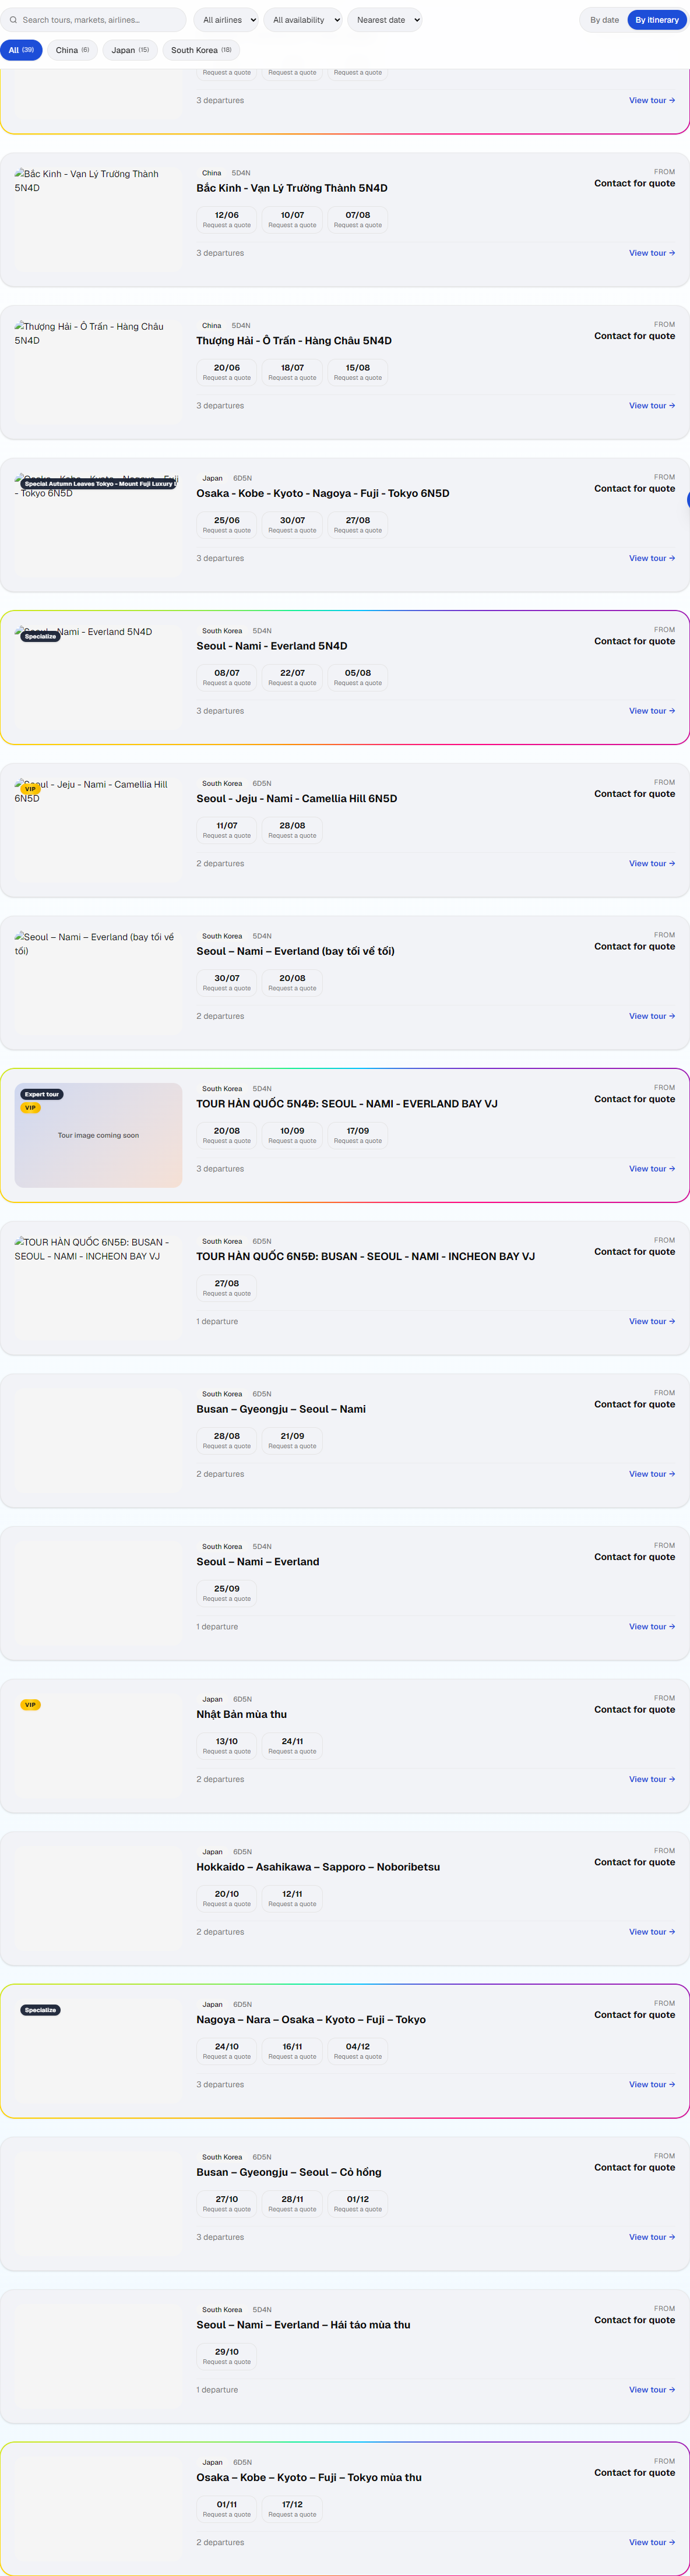 Search tours, markets, airlines...
All airlines
All availability
Nearest date
By date
By itinerary
All (39)
China (6)
Japan (15)
South Korea (18)
Request a quote
Request a quote
Request a quote
3 departures
View tour →
Bắc Kinh - Vạn Lý Trường Thành
5N4D
China 5D4N
Bắc Kinh - Vạn Lý Trường Thành 5N4D
FROM
Contact for quote
12/06
Request a quote
10/07
Request a quote
07/08
Request a quote
3 departures
View tour →
Thượng Hải - Ô Trấn - Hàng Châu
5N4D
China 5D4N
Thượng Hải - Ô Trấn - Hàng Châu 5N4D
FROM
Contact for quote
20/06
Request a quote
18/07
Request a quote
15/08
Request a quote
3 departures
View tour →
Special Autumn Leaves Tokyo - Mount Fuji Luxury
- Tokyo 6N5D
Japan 6D5N
Osaka - Kobe - Kyoto - Nagoya - Fuji - Tokyo 6N5D
FROM
Contact for quote
25/06
Request a quote
30/07
Request a quote
27/08
Request a quote
3 departures
View tour →
Specialize
Nami - Everland 5N4D
South Korea 5D4N
Seoul - Nami - Everland 5N4D
FROM
Contact for quote
08/07
Request a quote
22/07
Request a quote
05/08
Request a quote
3 departures
View tour →
VIP
Seoul - Jeju - Nami - Camellia Hill
6N5D
South Korea 6D5N
Seoul - Jeju - Nami - Camellia Hill 6N5D
FROM
Contact for quote
11/07
Request a quote
28/08
Request a quote
2 departures
View tour →
Seoul – Nami – Everland (bay tối về
tối)
South Korea 5D4N
Seoul – Nami – Everland (bay tối về tối)
FROM
Contact for quote
30/07
Request a quote
20/08
Request a quote
2 departures
View tour →
Expert tour
VIP
Tour image coming soon
South Korea 5D4N
TOUR HÀN QUỐC 5N4Đ: SEOUL - NAMI - EVERLAND BAY VJ
FROM
Contact for quote
20/08
Request a quote
10/09
Request a quote
17/09
Request a quote
3 departures
View tour →
TOUR HÀN QUỐC 6N5Đ: BUSAN -
SEOUL - NAMI - INCHEON BAY VJ
South Korea 6D5N
TOUR HÀN QUỐC 6N5Đ: BUSAN - SEOUL - NAMI - INCHEON BAY VJ
FROM
Contact for quote
27/08
Request a quote
1 departure
View tour →
South Korea 6D5N
Busan – Gyeongju – Seoul – Nami
FROM
Contact for quote
28/08
Request a quote
21/09
Request a quote
2 departures
View tour →
South Korea 5D4N
Seoul – Nami – Everland
FROM
Contact for quote
25/09
Request a quote
1 departure
View tour →
VIP
Japan 6D5N
Nhật Bản mùa thu
FROM
Contact for quote
13/10
Request a quote
24/11
Request a quote
2 departures
View tour →
Japan 6D5N
Hokkaido – Asahikawa – Sapporo – Noboribetsu
FROM
Contact for quote
20/10
Request a quote
12/11
Request a quote
2 departures
View tour →
Specialize
Japan 6D5N
Nagoya – Nara – Osaka – Kyoto – Fuji – Tokyo
FROM
Contact for quote
24/10
Request a quote
16/11
Request a quote
04/12
Request a quote
3 departures
View tour →
South Korea 6D5N
Busan – Gyeongju – Seoul – Cỏ hồng
FROM
Contact for quote
27/10
Request a quote
28/11
Request a quote
01/12
Request a quote
3 departures
View tour →
South Korea 5D4N
Seoul – Nami – Everland – Hái táo mùa thu
FROM
Contact for quote
29/10
Request a quote
1 departure
View tour →
Japan 6D5N
Osaka – Kobe – Kyoto – Fuji – Tokyo mùa thu
FROM
Contact for quote
01/11
Request a quote
17/12
Request a quote
2 departures
View tour →